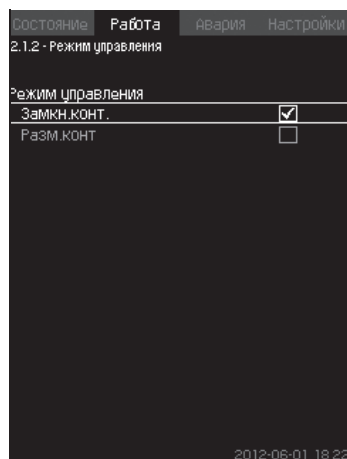 Состояние Работа Авария Настройки
2.1.2 - Режим управления
Режим управления
Замкн.конт.
Разм.конт
2012-06-01 18:22